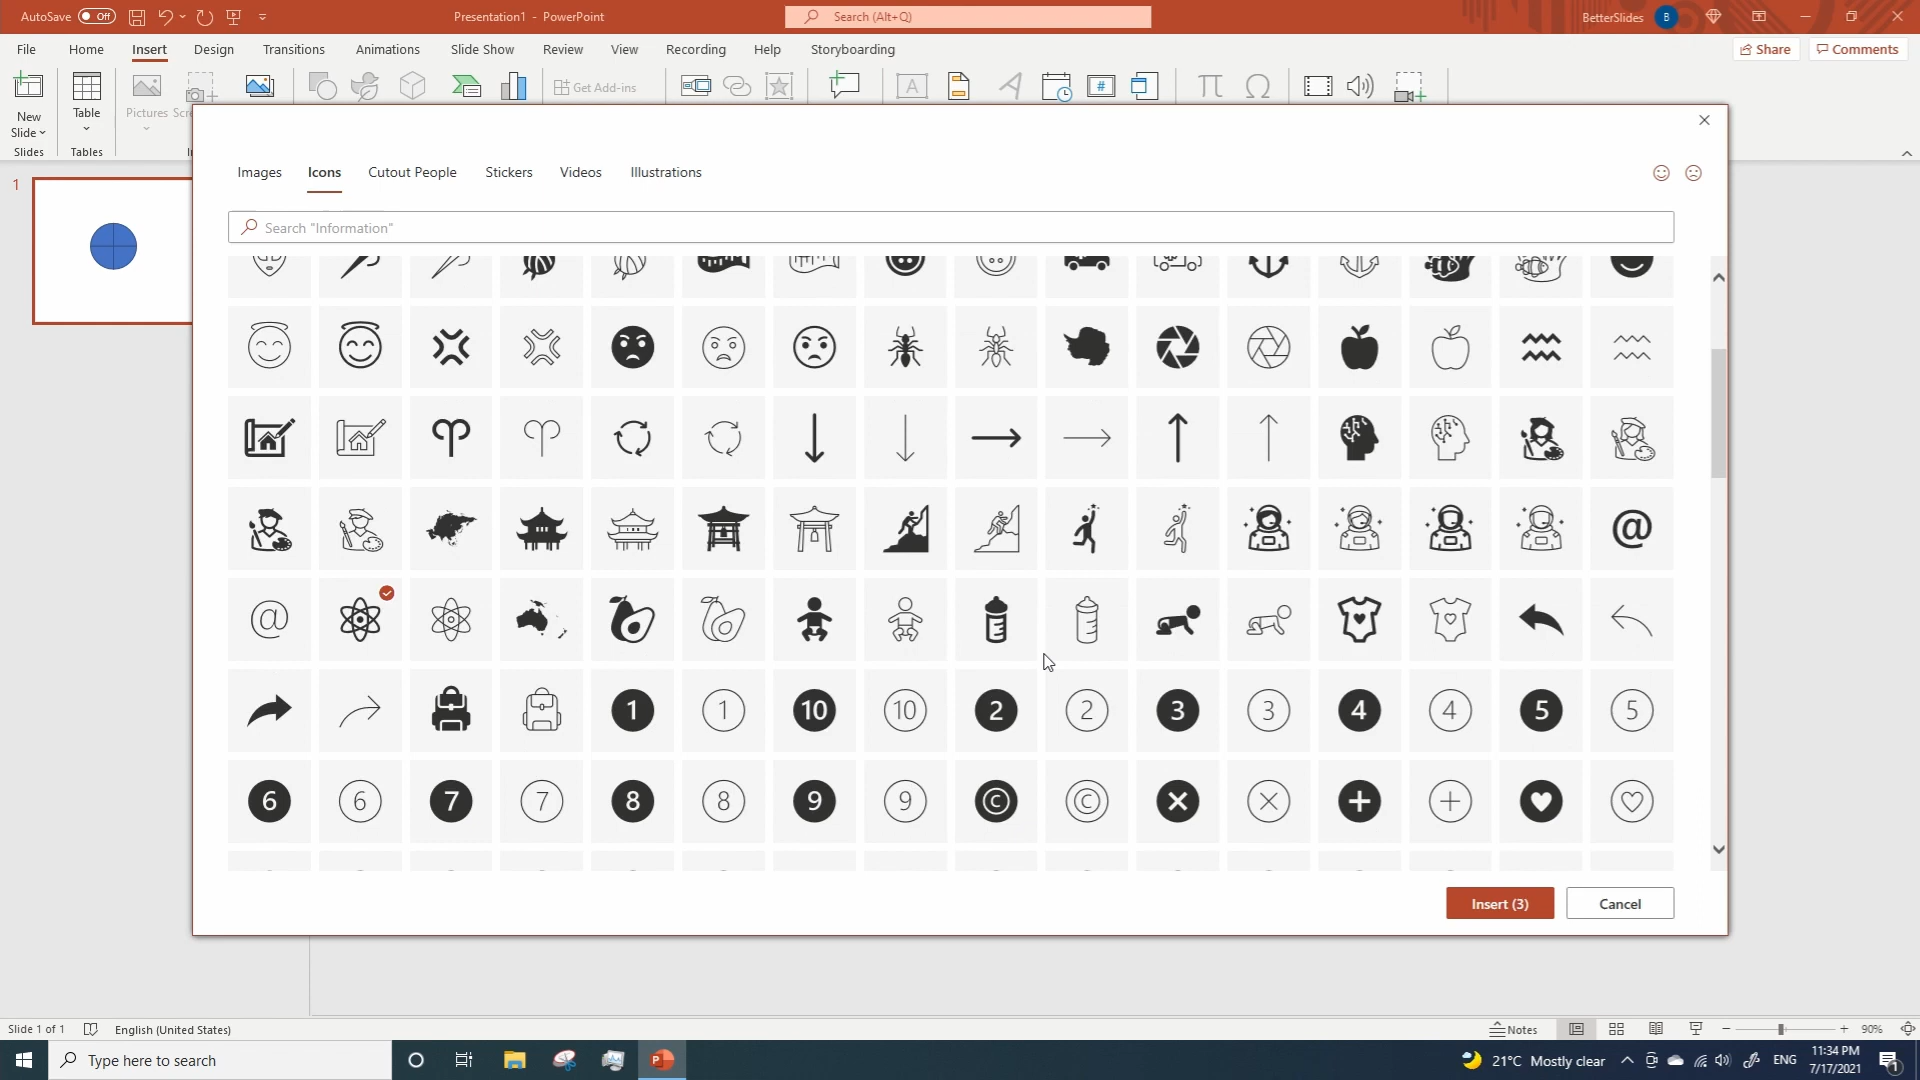 AutoSave Off
Presentation1 - PowerPoint
Search (Alt+Q)
BetterSlides B
File Home Insert Design Transitions Animations Slide Show Review View Recording Help Storyboarding
Share Comments
Get Add-ins
New
Slide
Table
Pictures
Slides
Tables
1
Images Icons Cutout People Stickers Videos Illustrations
Search "Information"
@
@
1 1 10 10 2 2 3 3 4 4 5 5
6 6 7 7 8 8 9 9 © ©
Insert (3) Cancel
Slide 1 of 1 English (United States)
Notes 90%
Type here to search
21°C Mostly clear
ENG
11:34 PM
7/17/2021
1